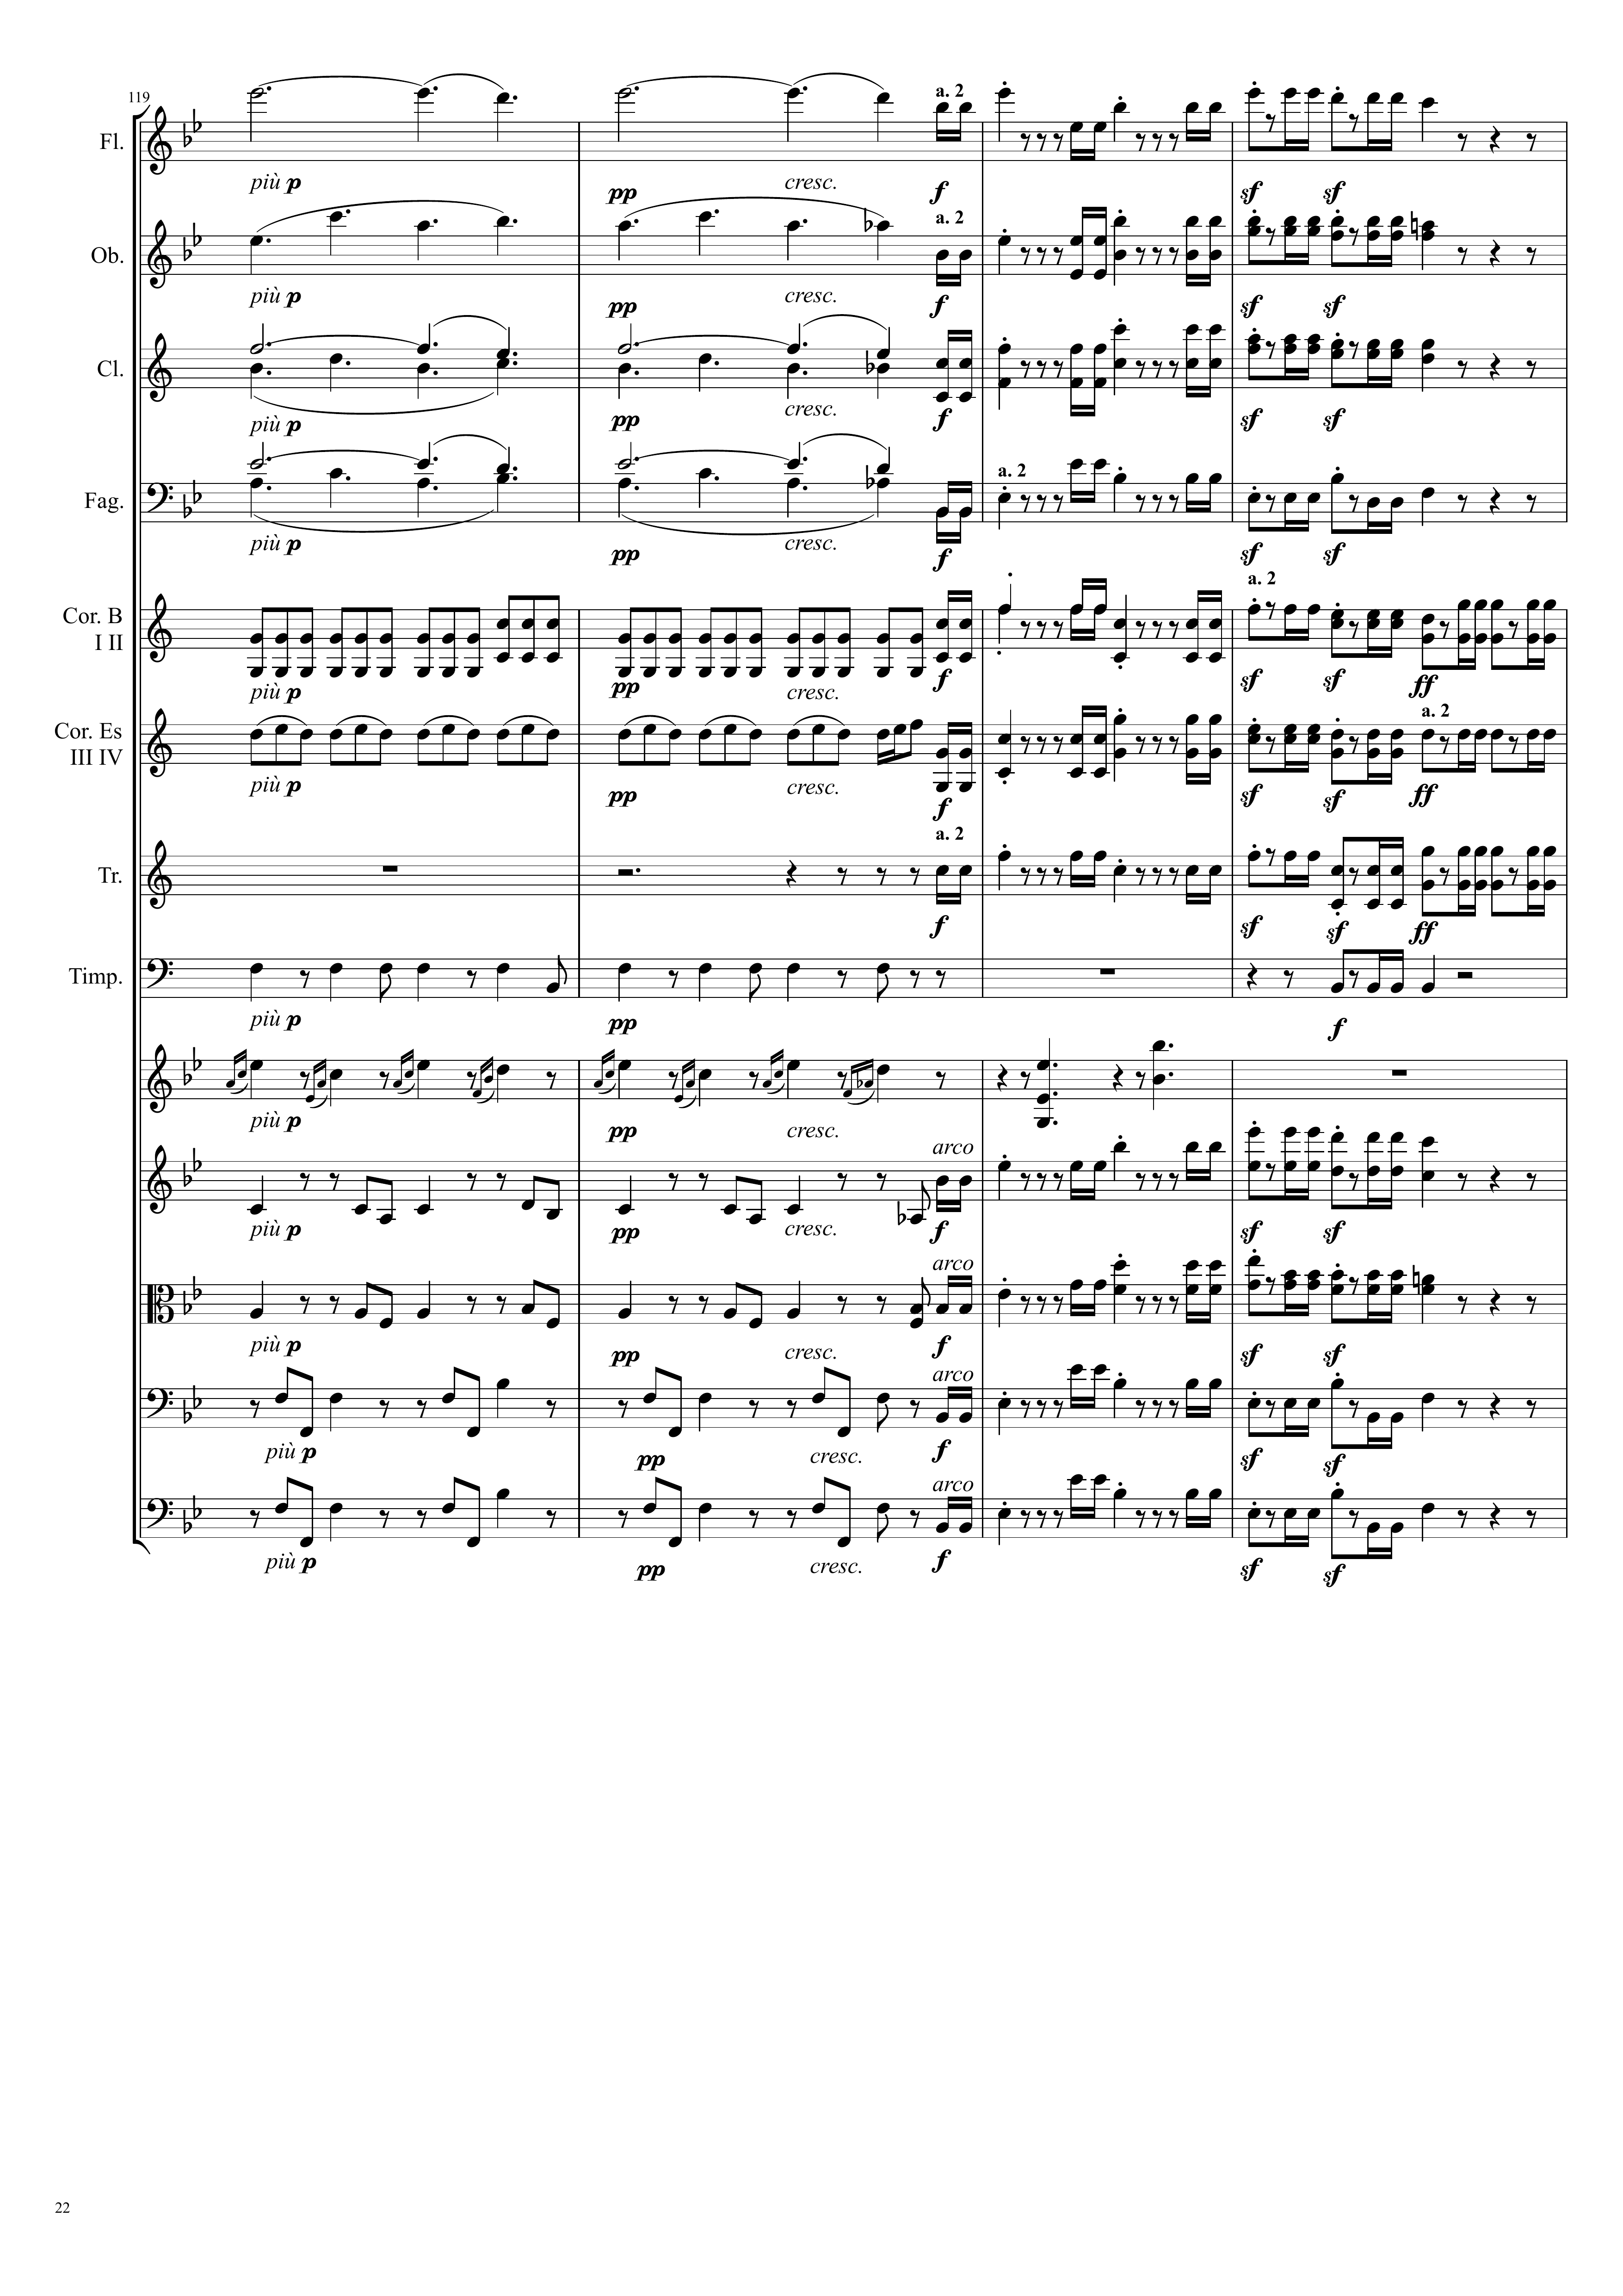 119
a. 2
Fl.
più p
pp
cresc.
f
sf
sf
a. 2
Ob.
più p
pp
cresc.
f
sf
sf
Cl.
più p
pp
cresc.
f
sf
sf
a. 2
Fag.
più p
pp
cresc.
f
sf
sf
a. 2
Cor. B
I II
più p
pp
cresc.
f
sf
sf
ff
a. 2
Cor. Es
III IV
più p
pp
cresc.
f
sf
sf
ff
a. 2
Tr.
f
sf
sf
ff
Timp.
più p
pp
f
più p
pp
cresc.
arco
più p
pp
cresc.
f
sf
sf
arco
più p
pp
cresc.
f
sf
sf
arco
più p
pp
cresc.
f
sf
sf
arco
più p
pp
cresc.
f
sf
sf
22